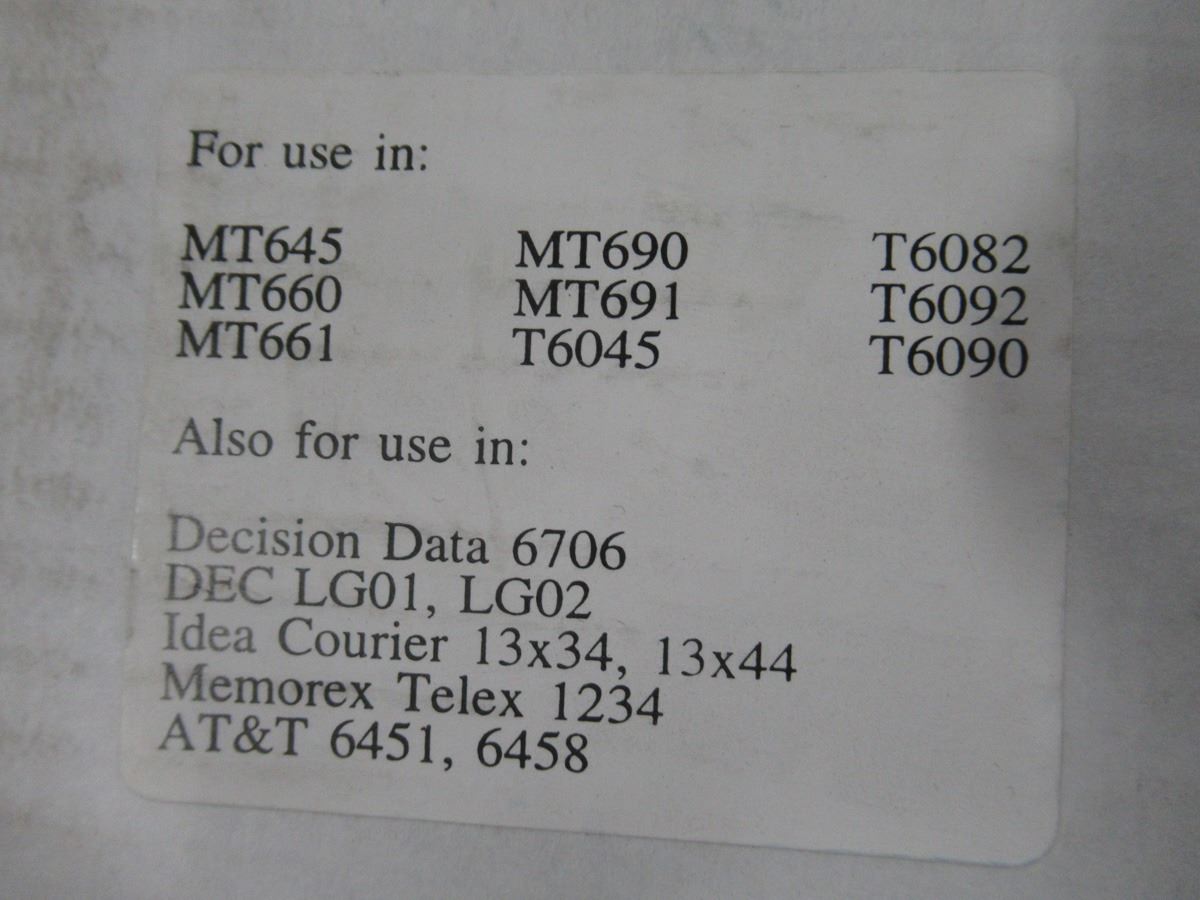 For use in:
MT645 MT690 T6082
MT660 MT691 T6092
MT661 T6045 T6090
Also for use in:
Decision Data 6706
DEC LG01, LG02
Idea Courier 13x34, 13x44
Memorex Telex 1234
AT&T 6451, 6458